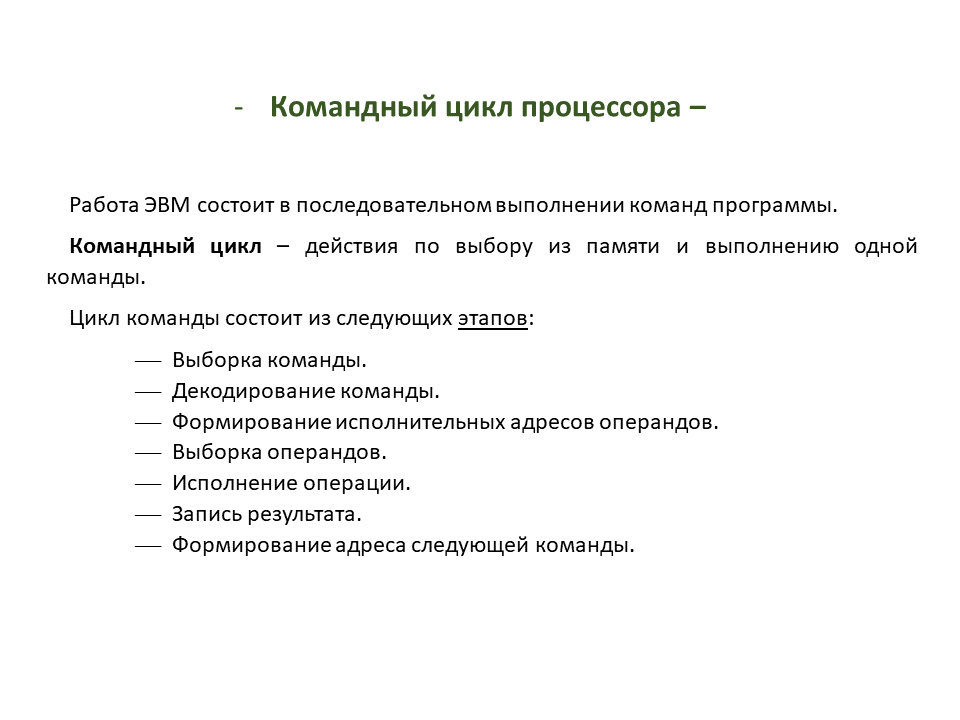 - Командный цикл процессора –
Работа ЭВМ состоит в последовательном выполнении команд программы.
Командный цикл – действия по выбору из памяти и выполнению одной
команды.
Цикл команды состоит из следующих этапов:
— Выборка команды.
— Декодирование команды.
— Формирование исполнительных адресов операндов.
— Выборка операндов.
— Исполнение операции.
— Запись результата.
— Формирование адреса следующей команды.